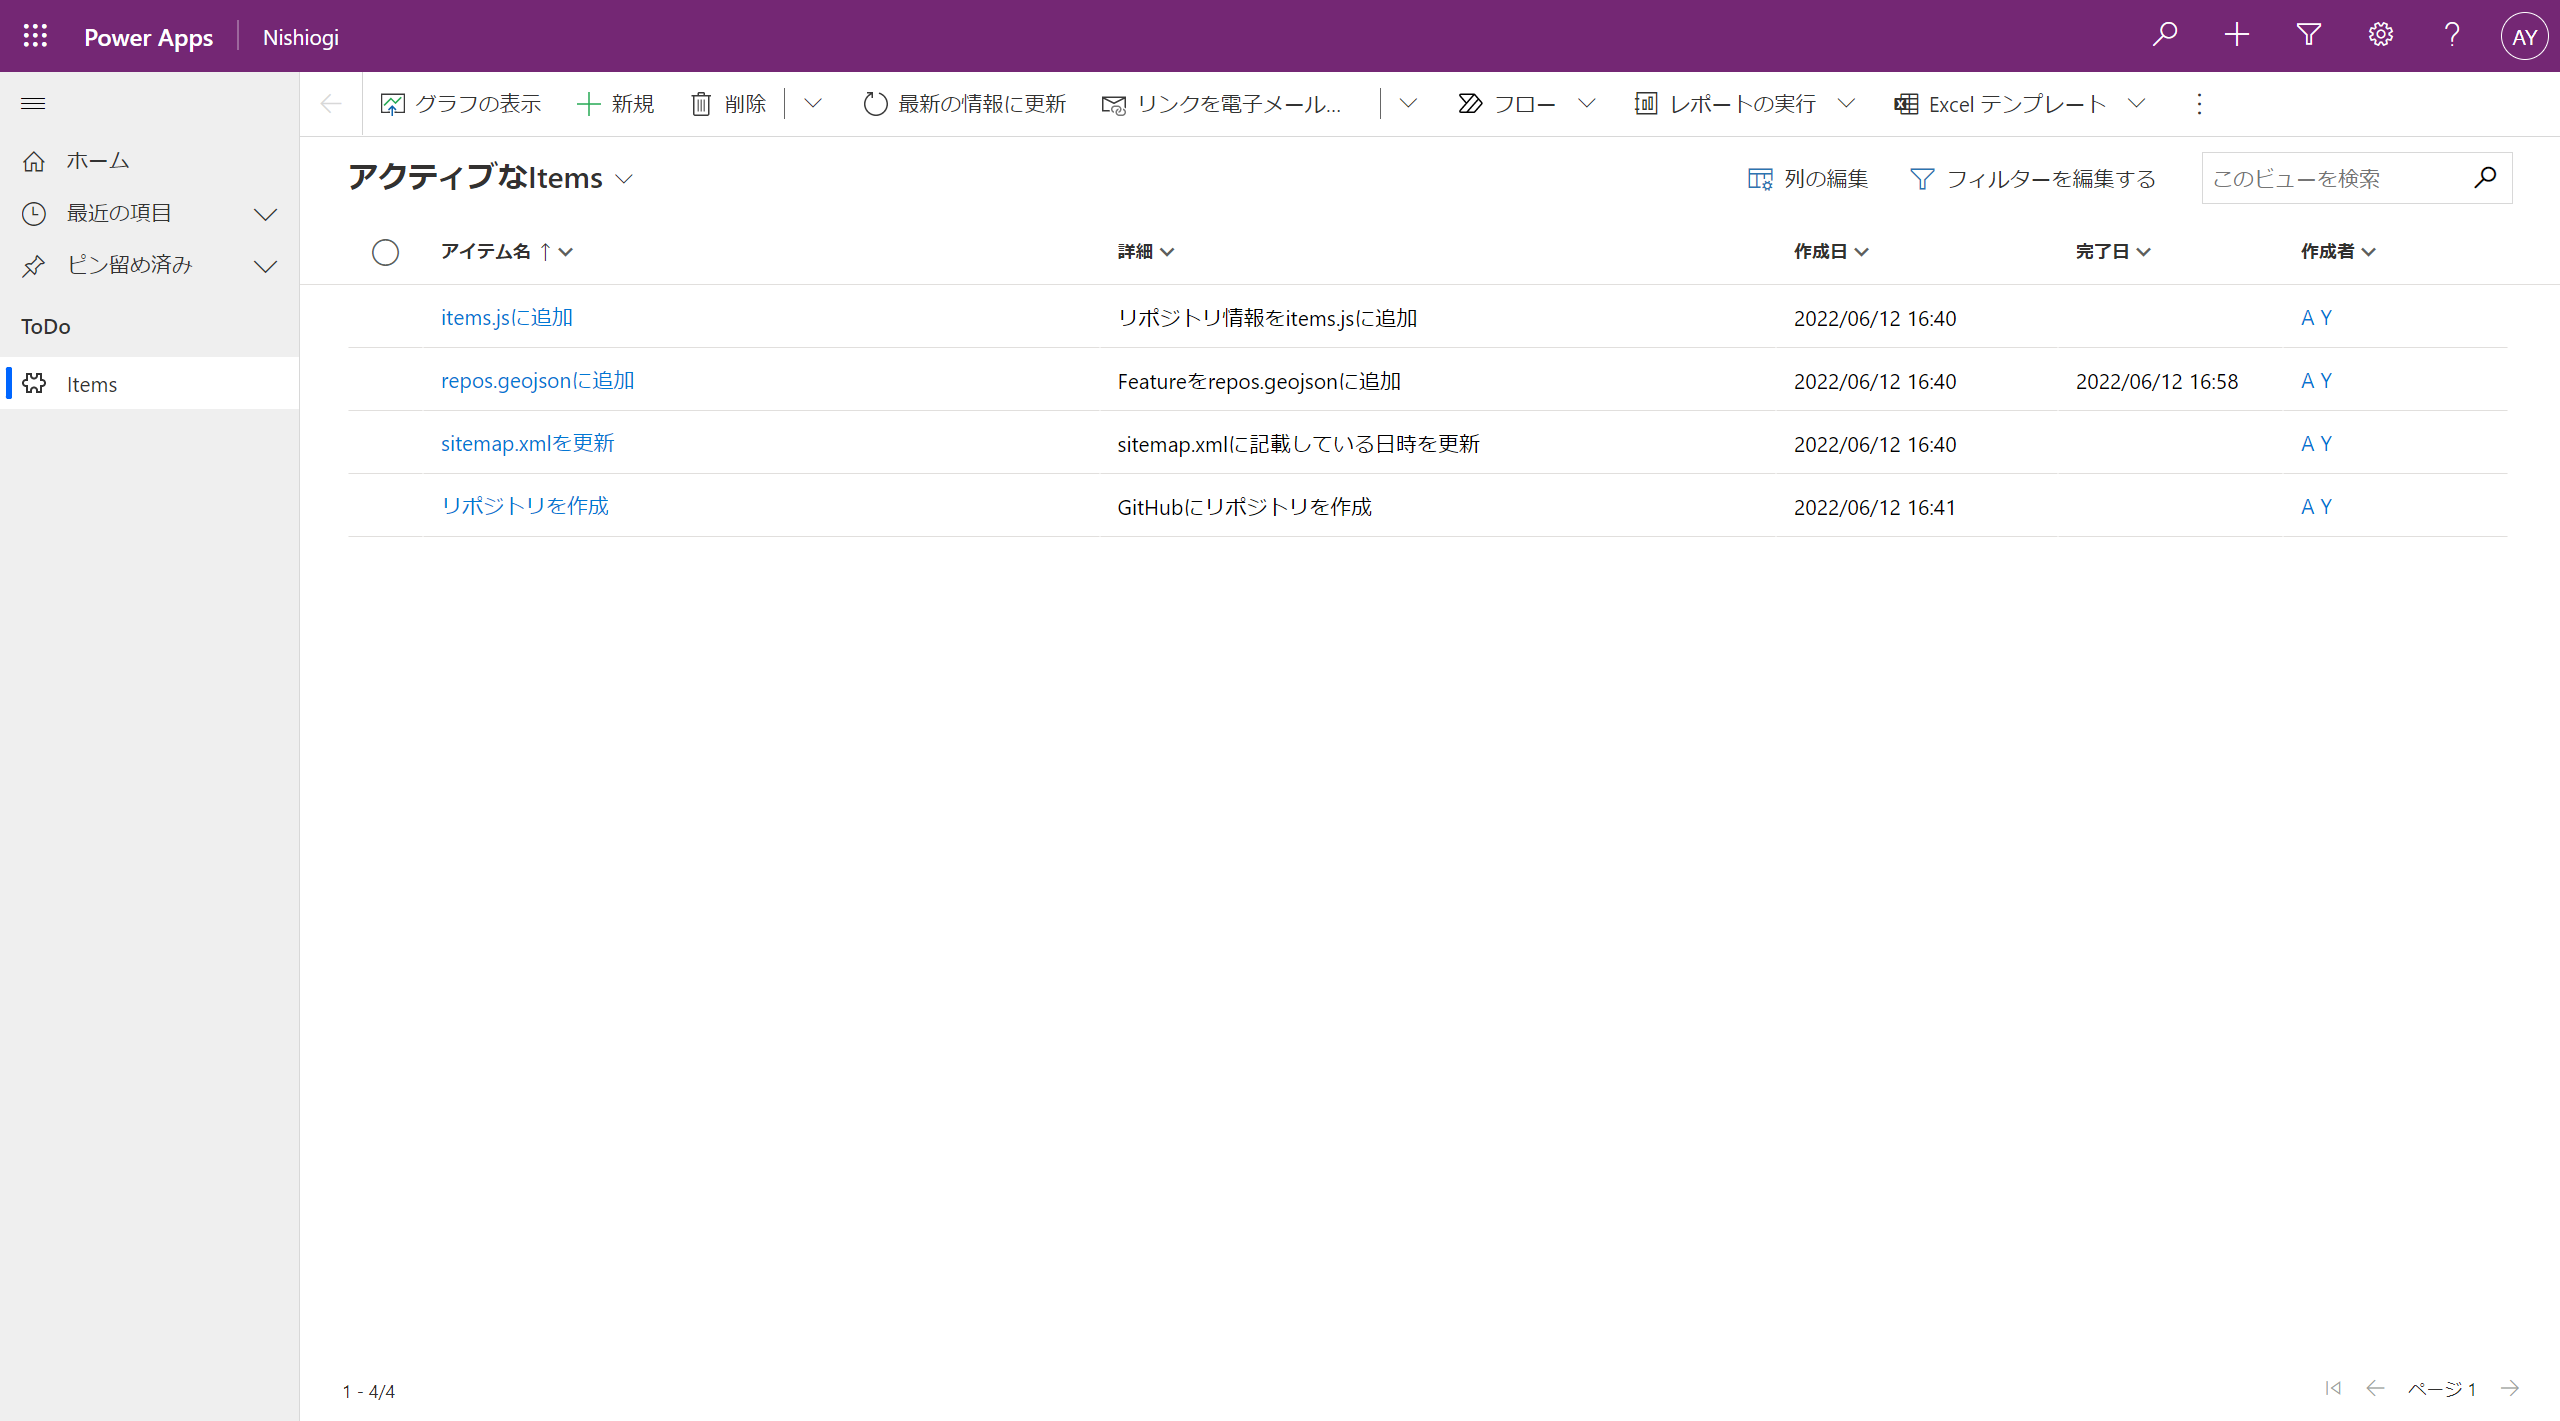 Power Apps Nishiogi AY
グラフの表示 新規 削除 最新の情報に更新 リンクを電子メール... フロー レポートの実行 Excel テンプレート
ホーム
最近の項目
ピン留め済み
ToDo
Items
アクティブなItems 列の編集 フィルターを編集する このビューを検索
アイテム名 ↑ 詳細 作成日 完了日 作成者
items.jsに追加 リポジトリ情報をitems.jsに追加 2022/06/12 16:40 A Y
repos.geojsonに追加 Featureをrepos.geojsonに追加 2022/06/12 16:40 2022/06/12 16:58 A Y
sitemap.xmlを更新 sitemap.xmlに記載している日時を更新 2022/06/12 16:40 A Y
リポジトリを作成 GitHubにリポジトリを作成 2022/06/12 16:41 A Y
1 - 4/4 ページ 1